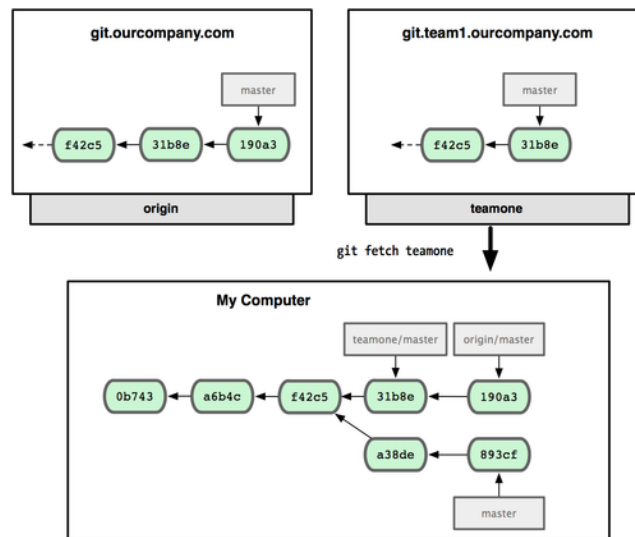 git.ourcompany.com
master
f42c5
31b8e
190a3
origin
git.team1.ourcompany.com
master
f42c5
31b8e
teamone
git fetch teamone
My Computer
teamone/master
origin/master
0b743
a6b4c
f42c5
31b8e
190a3
a38de
893cf
master